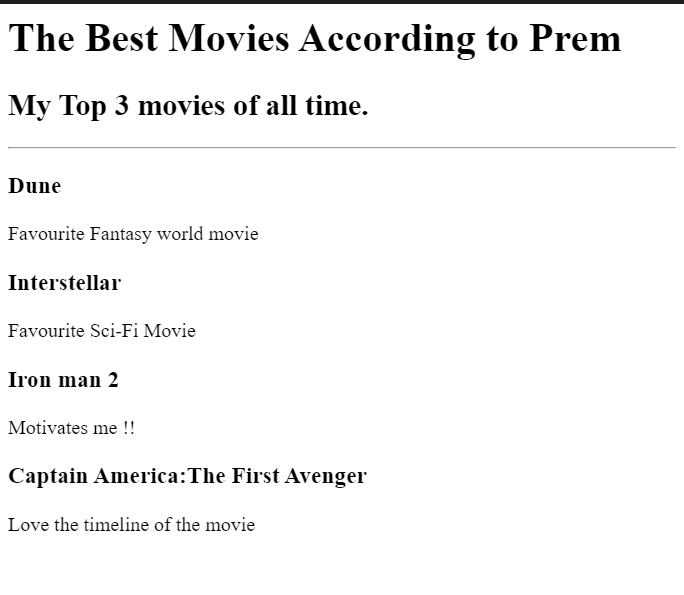 The Best Movies According to Prem
My Top 3 movies of all time.
Dune
Favourite Fantasy world movie
Interstellar
Favourite Sci-Fi Movie
Iron man 2
Motivates me !!
Captain America:The First Avenger
Love the timeline of the movie